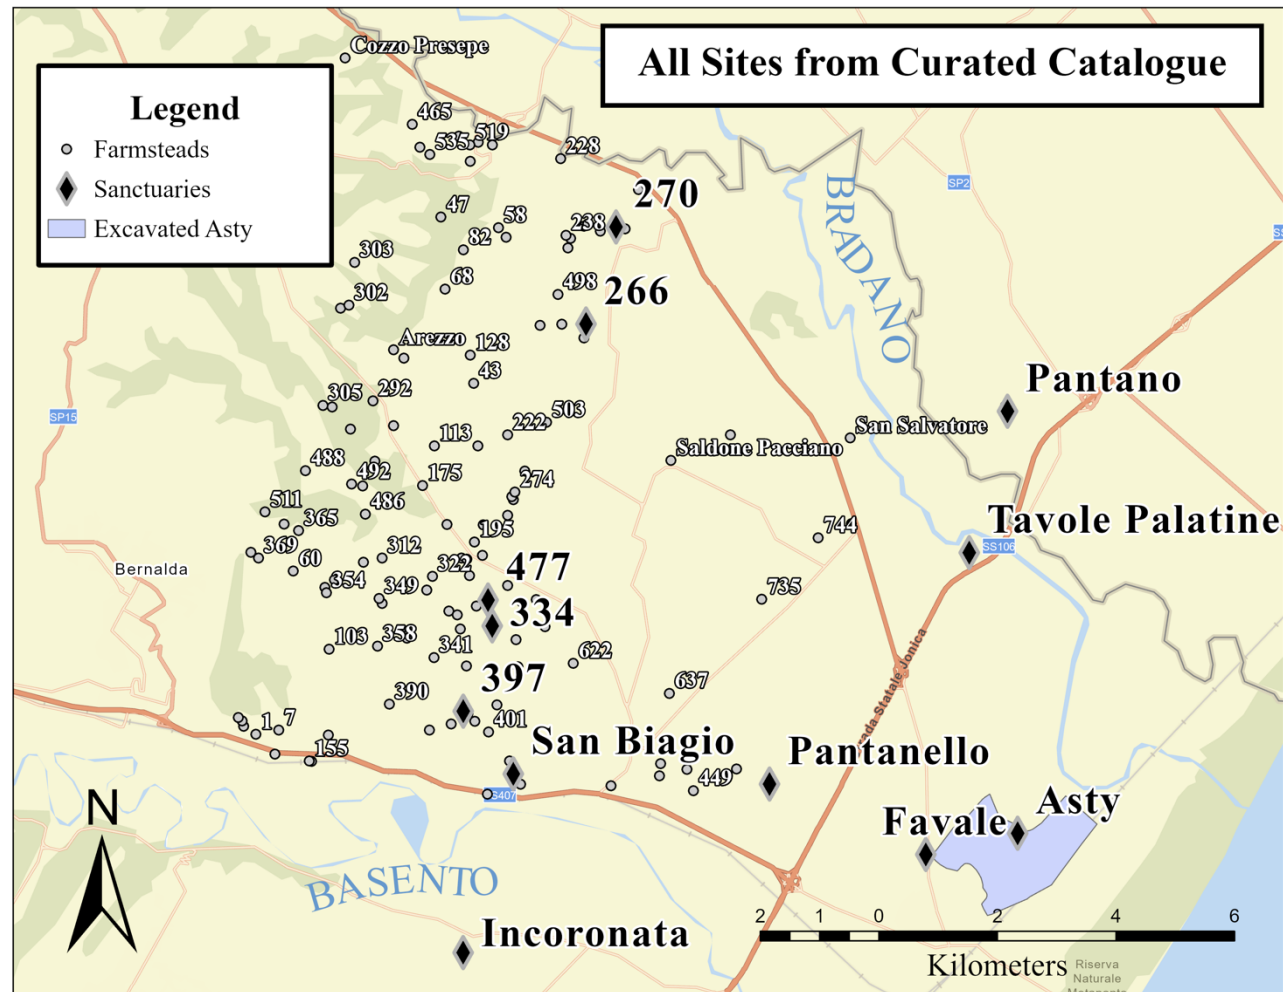 Cozzo Presepe
All Sites from Curated Catalogue
Legend
Farmsteads
Sanctuaries
Excavated Asty
465
519
535
228
SP2
BRADANO
270
47
58
238
82
303
68
498
266
302
Arezzo
128
43
Pantano
305
292
SP15
503
222
113
San Salvatore
Saldone Pacciano
488
492
175
274
511
486
365
195
744
Tavole Palatine
SS106
369
312
60
322
477
Bernalda
354
349
735
334
103
358
341
622
397
637
390
Strada Statale Jonica
1
7
401
155
San Biagio
Pantanello
449
S407
N
Asty
Favale
BASENTO
2 1 0 2 4 6
Incoronata
Kilometers
Riserva
Naturale